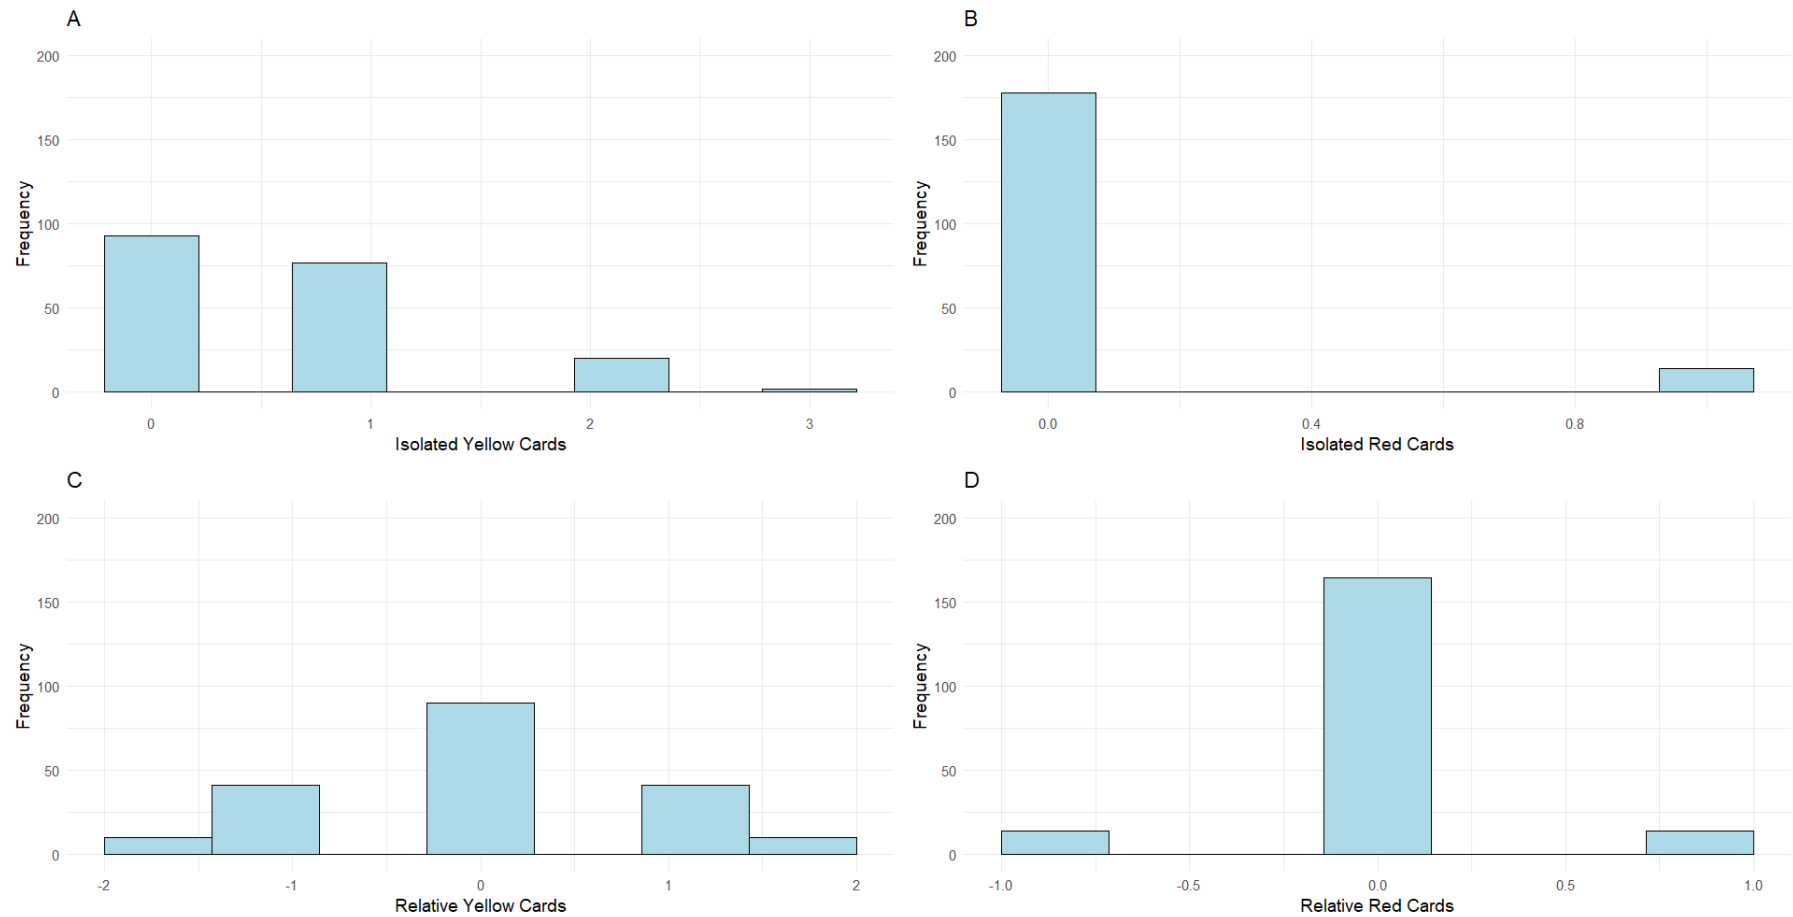 A
200
150
100
50
0
Frequency
0 1 2 3
Isolated Yellow Cards
B
200
150
100
50
0
Frequency
0.0 0.4 0.8
Isolated Red Cards
C
200
150
100
50
0
Frequency
-2 -1 0 1 2
Relative Yellow Cards
D
200
150
100
50
0
Frequency
-1.0 -0.5 0.0 0.5 1.0
Relative Red Cards